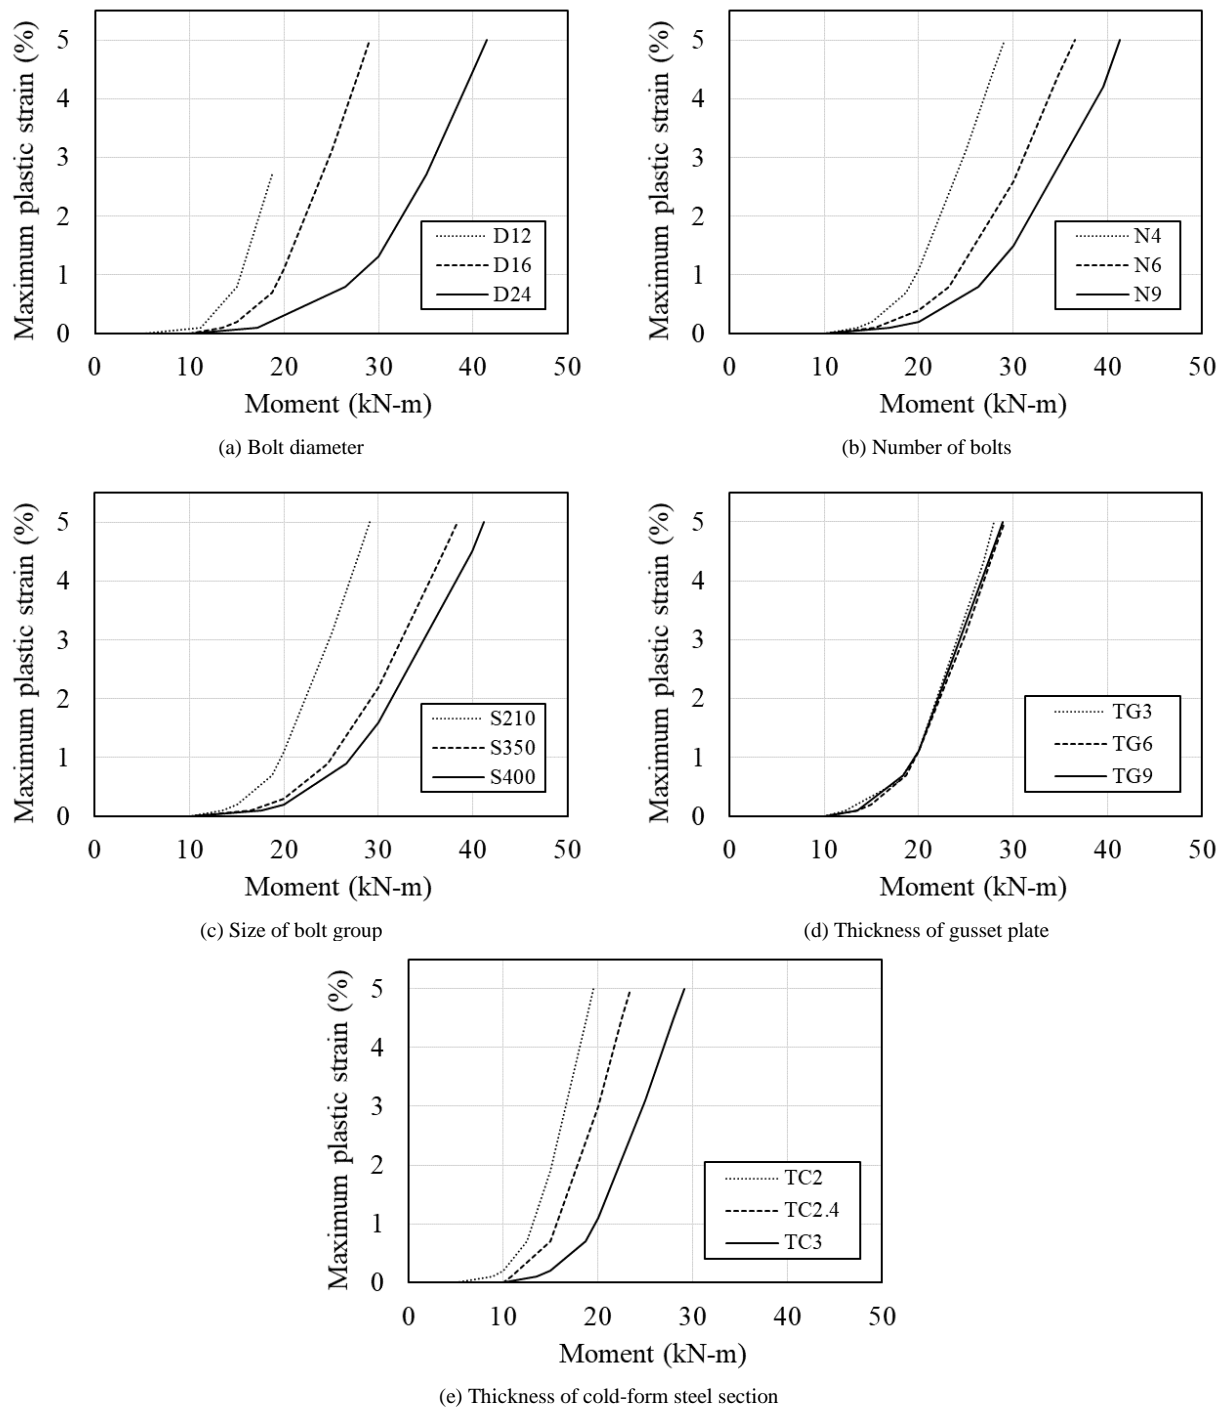 Maximum plastic strain (%)
5
4
3
2
1
0
D12
D16
D24
0 10 20 30 40 50
Moment (kN-m)
(a) Bolt diameter
Maximum plastic strain (%)
5
4
3
2
1
0
N4
N6
N9
0 10 20 30 40 50
Moment (kN-m)
(b) Number of bolts
Maximum plastic strain (%)
5
4
3
2
1
0
S210
S350
S400
0 10 20 30 40 50
Moment (kN-m)
(c) Size of bolt group
Maximum plastic strain (%)
5
4
3
2
1
0
TG3
TG6
TG9
0 10 20 30 40 50
Moment (kN-m)
(d) Thickness of gusset plate
Maximum plastic strain (%)
5
4
3
2
1
0
TC2
TC2.4
TC3
0 10 20 30 40 50
Moment (kN-m)
(e) Thickness of cold-form steel section